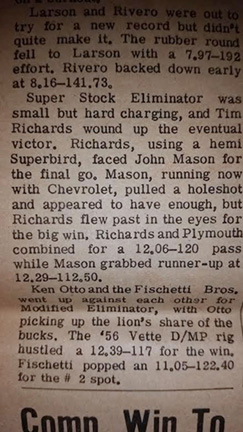 on a Saturday,
Larson and Rivero were out to
try for a new record but didn"t
quite make it. The rubber round
fell to Larson with a 7.97-192
effort. Rivero backed down early
at 8.16-141.73.
Super Stock Eliminator was
small but hard charging, and Tim
Richards wound up the eventual
victor. Richards, using a hemi
Superbird, faced John Mason for
the final go. Mason, running now
with Chevrolet, pulled a holeshot
and appeared to have enough, but
Richards flew past in the eyes for
the big win. Richards and Plymouth
combined for a 12.06-120 pass
while Mason grabbed runner-up at
12.29-112.50.
Ken Otto and the Fischetti Bros.
went up against each other for
Modified Eliminator, with Otto
picking up the lion's share of the
bucks. The '56 Vette D/MP rig
hustled a 12.39-117 for the win.
Fischetti popped an 11.05-122.40
for the # 2 spot.
Comp Win To